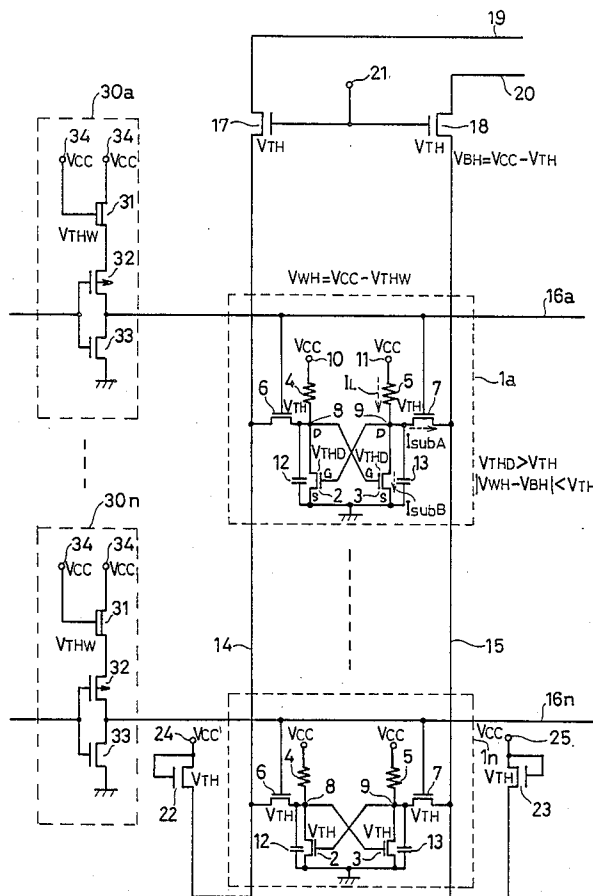 19
30a
21
20
34 34
17
18
VCC VCC
VTH VTH
VBH=VCC-VTH
31
VTHW
32
VWH=VCC-VTHW
16a
33
VCC VCC
10 11
1a
6 4 IL 5 7
VTH 8 9 VTH
D D
IsubA
12 VTHD VTHD 13
G G
VTHD>VTH
S 2 3 S
|VWH-VBH|<VTH
IsubB
30n
34 34
VCC VCC
31
14 15
VTHW
32
16n
24 VCC
VCC VCC
VCC 25
1n
33
6 4 5 7
8 9
VTH
22
VTH
23
VTH VTH
12 VTH VTH 13
2 3